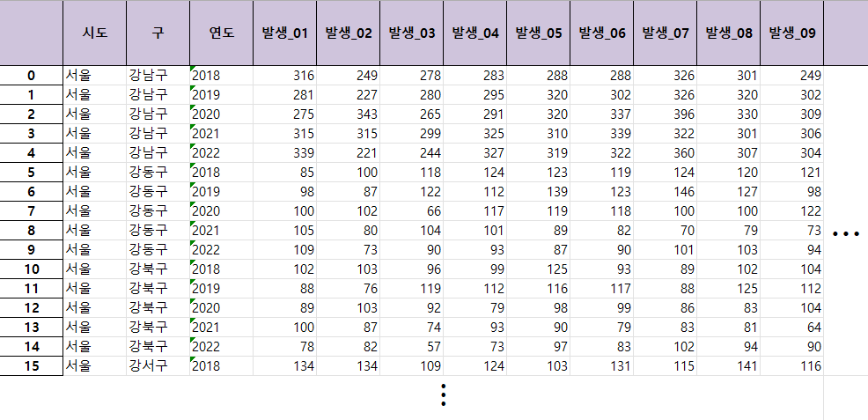 시도 구 연도 발생_01 발생_02 발생_03 발생_04 발생_05 발생_06 발생_07 발생_08 발생_09
0 서울 강남구 2018 316 249 278 283 288 288 326 301 249
1 서울 강남구 2019 281 227 280 295 320 302 326 320 302
2 서울 강남구 2020 275 343 265 291 320 337 396 330 309
3 서울 강남구 2021 315 315 299 325 310 339 322 301 306
4 서울 강남구 2022 339 221 244 327 319 322 360 307 304
5 서울 강동구 2018 85 100 118 124 123 119 124 120 121
6 서울 강동구 2019 98 87 122 112 139 123 146 127 98
7 서울 강동구 2020 100 102 66 117 119 118 100 100 122
8 서울 강동구 2021 105 80 104 101 89 82 70 79 73
9 서울 강동구 2022 109 73 90 93 87 90 101 103 94
10 서울 강북구 2018 102 103 96 99 125 93 89 102 104
11 서울 강북구 2019 88 76 119 112 116 117 88 125 112
12 서울 강북구 2020 89 103 92 79 98 99 86 83 104
13 서울 강북구 2021 100 87 74 93 90 79 83 81 64
14 서울 강북구 2022 78 82 57 73 97 83 102 94 90
15 서울 강서구 2018 134 134 109 124 103 131 115 141 116